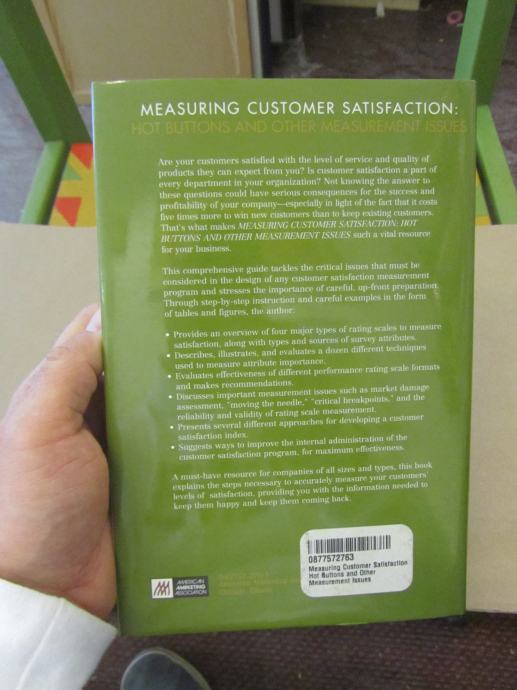 MEASURING CUSTOMER SATISFACTION:
HOT BUTTONS AND OTHER MEASUREMENT ISSUES
Are your customers satisfied with the level of service and quality of
products they can expect from you? Is customer satisfaction a part of
every department in your organization? Not knowing the answer to
these questions could have serious consequences for the success and
profitability of your company—especially in light of the fact that it costs
five times more to win new customers than to keep existing customers.
That's what makes MEASURING CUSTOMER SATISFACTION: HOT
BUTTONS AND OTHER MEASUREMENT ISSUES such a vital resource
for your business.
This comprehensive guide tackles the critical issues that must be
considered in the design of any customer satisfaction measurement
program and stresses the importance of careful, up-front preparation.
Through step-by-step instruction and careful examples in the form
of tables and figures, the author:
• Provides an overview of four major types of rating scales to measure
satisfaction, along with types and sources of survey attributes.
• Describes, illustrates, and evaluates a dozen different techniques
used to measure attribute importance.
• Evaluates effectiveness of different performance rating scale formats
and makes recommendations.
• Discusses important measurement issues such as market damage
assessment, "moving the needle," "critical breakpoints," and the
reliability and validity of rating scale measurement.
• Presents several different approaches for developing a customer
satisfaction index.
• Suggests ways to improve the internal administration of the
customer satisfaction program, for maximum effectiveness.
A must-have resource for companies of all sizes and types, this book
explains the steps necessary to accurately measure your customers'
levels of satisfaction, providing you with the information needed to
keep them happy and keep them coming back.
0877572763
Measuring Customer Satisfaction
Hot Buttons and Other
Measurement Issues
AMERICAN
MARKETING
ASSOCIATION